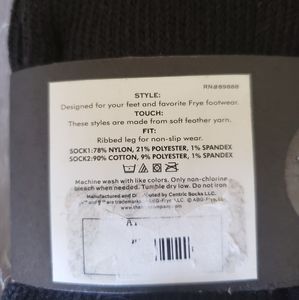 RN#69888
STYLE:
Designed for your feet and favorite Frye footwear.
TOUCH:
These styles are made from soft feather yarn.
FIT:
Ribbed leg for non-slip wear.
SOCK1:78% NYLON, 21% POLYESTER, 1% SPANDEX
SOCK2:90% COTTON, 9% POLYESTER, 1% SPANDEX
Machine wash with like colors. Only non-chlorine
bleach when needed. Tumble dry low. Do not iron
Manufactured and by Centric Socks LLC.